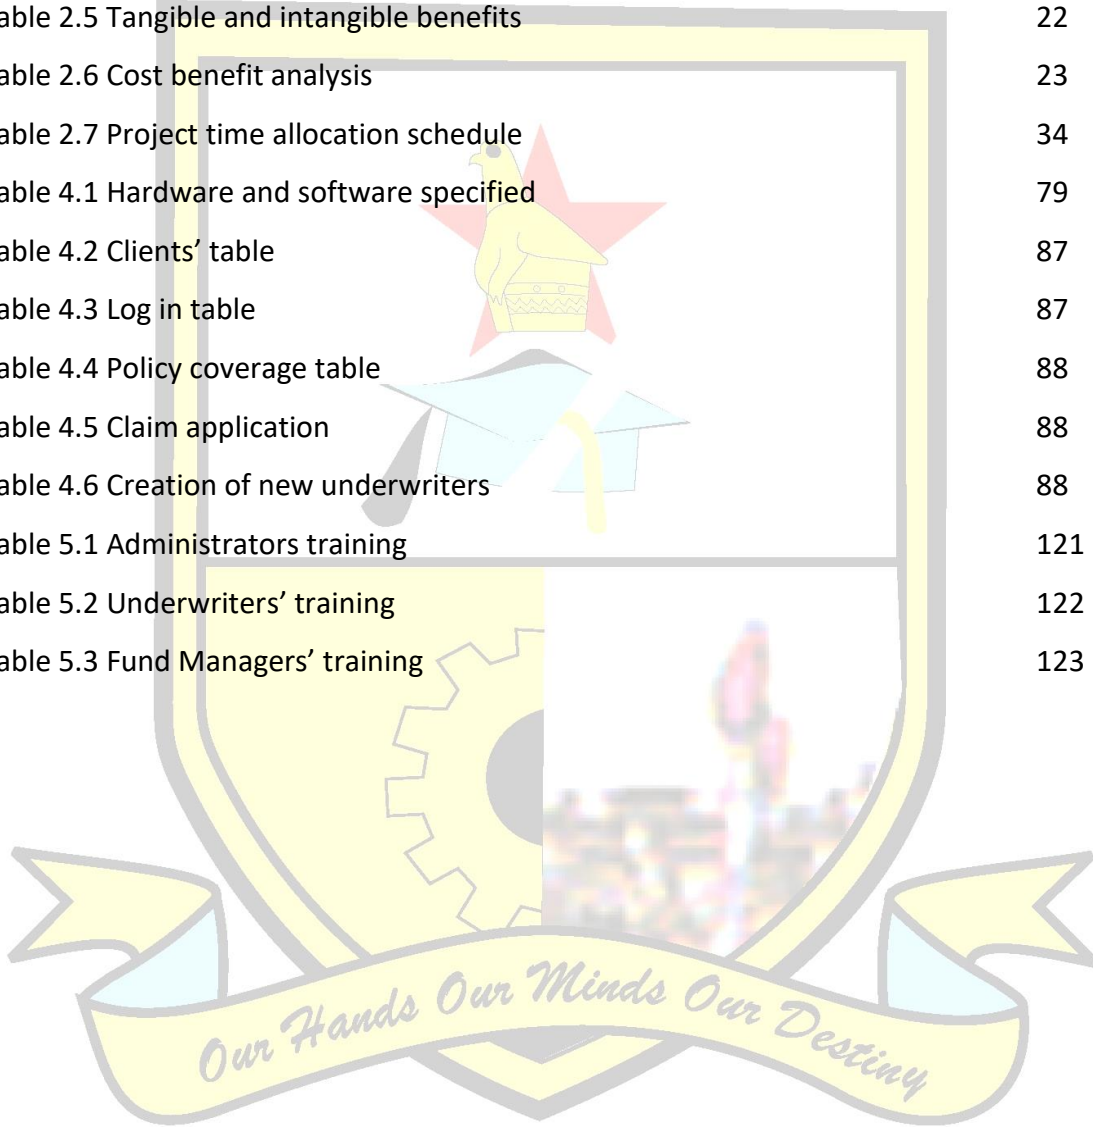 able 2.5 Tangible and intangible benefits 22
able 2.6 Cost benefit analysis 23
able 2.7 Project time allocation schedule 34
able 4.1 Hardware and software specified 79
able 4.2 Clients’ table 87
able 4.3 Log in table 87
able 4.4 Policy coverage table 88
able 4.5 Claim application 88
able 4.6 Creation of new underwriters 88
able 5.1 Administrators training 121
able 5.2 Underwriters’ training 122
able 5.3 Fund Managers’ training 123
Our Hands Our Minds Our Destiny